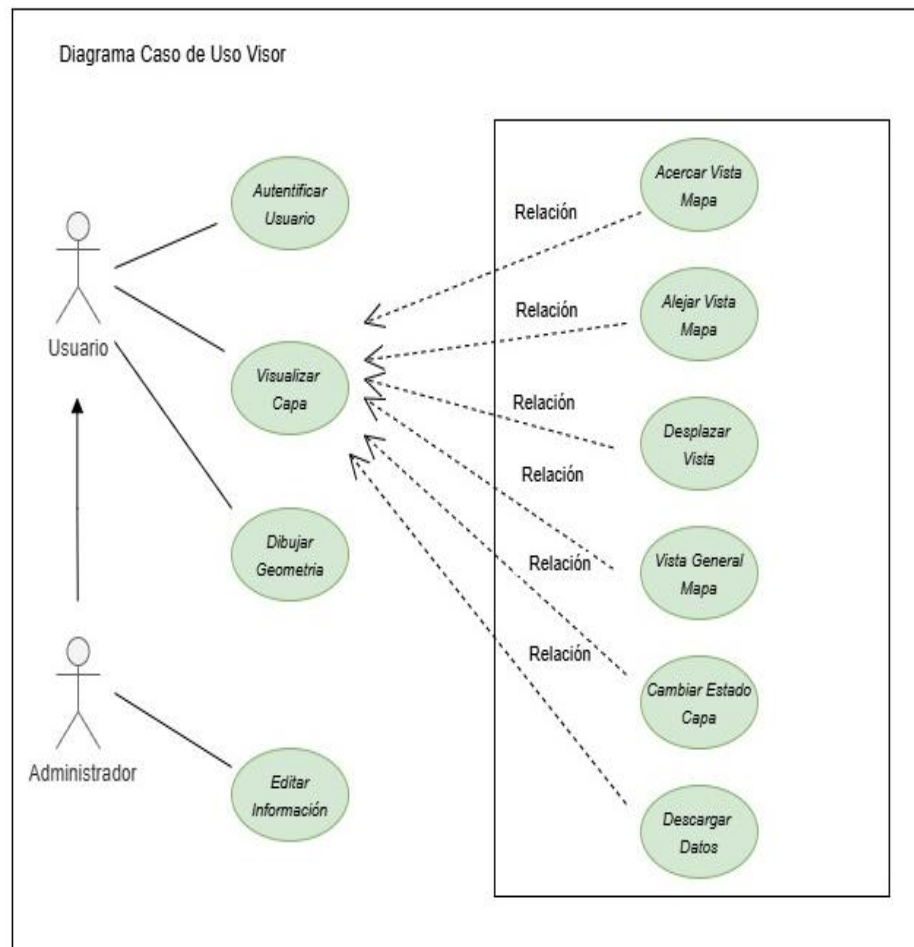 Diagrama Caso de Uso Visor
Autentificar
Usuario
Usuario
Visualizar
Capa
Dibujar
Geometria
Administrador
Editar
Información
Relación
Relación
Relación
Relación
Relación
Relación
Acercar Vista
Mapa
Alejar Vista
Mapa
Desplazar
Vista
Vista General
Mapa
Cambiar Estado
Capa
Descargar
Datos